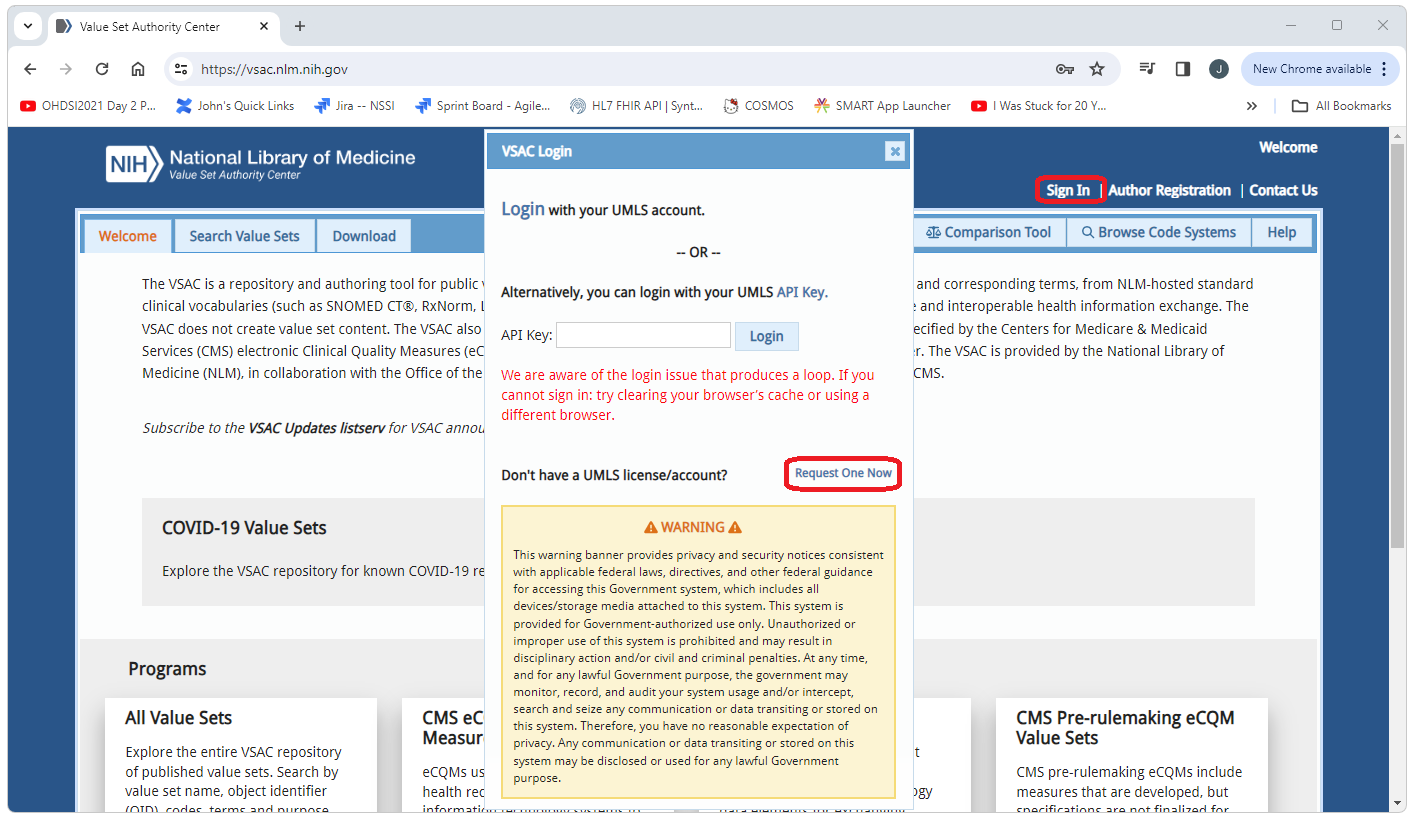 Value Set Authority Center
https://vsac.nlm.nih.gov
J
New Chrome available
OHDSI2021 Day 2 P...
John's Quick Links
Jira -- NSSI
Sprint Board - Agile...
HL7 FHIR API | Synt...
COSMOS
SMART App Launcher
I Was Stuck for 20 Y...
All Bookmarks
NIH National Library of Medicine
Value Set Authority Center
Welcome
Sign In | Author Registration | Contact Us
Welcome
Search Value Sets
Download
Comparison Tool
Browse Code Systems
Help
The VSAC is a repository and authoring tool for public
and corresponding terms, from NLM-hosted standard
clinical vocabularies (such as SNOMED CT®, RxNorm,
and interoperable health information exchange. The
VSAC does not create value set content. The VSAC also
ecified by the Centers for Medicare & Medicaid
Services (CMS) electronic Clinical Quality Measures (eC
r. The VSAC is provided by the National Library of
Medicine (NLM), in collaboration with the Office of the
CMS.
Subscribe to the VSAC Updates listserv for VSAC annou
COVID-19 Value Sets
Explore the VSAC repository for known COVID-19 re
Programs
All Value Sets
Explore the entire VSAC repository
of published value sets. Search by
value set name, object identifier
(OID), codes, terms and purpose
CMS eC
Measur
eCQMs us
health rec
information technology systems to
t
ogy
data elements for exchanging
CMS Pre-rulemaking eCQM
Value Sets
CMS pre-rulemaking eCQMs include
measures that are developed, but
specifications are not finalized for
VSAC Login
Login with your UMLS account.
-- OR --
Alternatively, you can login with your UMLS API Key.
API Key:
Login
We are aware of the login issue that produces a loop. If you
cannot sign in: try clearing your browser's cache or using a
different browser.
Don't have a UMLS license/account?
Request One Now
WARNING
This warning banner provides privacy and security notices consistent
with applicable federal laws, directives, and other federal guidance
for accessing this Government system, which includes all
devices/storage media attached to this system. This system is
provided for Government-authorized use only. Unauthorized or
improper use of this system is prohibited and may result in
disciplinary action and/or civil and criminal penalties. At any time,
and for any lawful Government purpose, the government may
monitor, record, and audit your system usage and/or intercept,
search and seize any communication or data transiting or stored on
this system. Therefore, you have no reasonable expectation of
privacy. Any communication or data transiting or stored on this
system may be disclosed or used for any lawful Government
purpose.